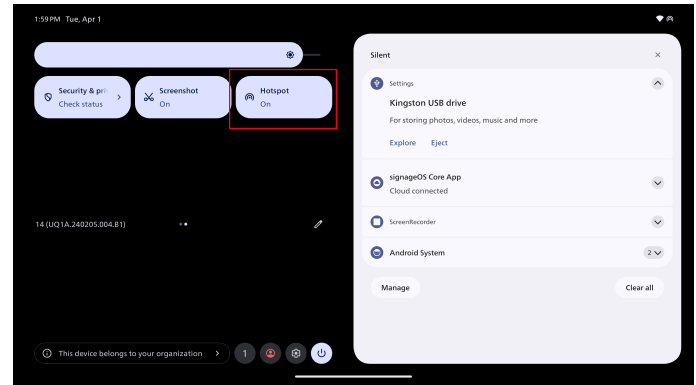 1:59 PM Tue, Apr 1
Security & pri
Check status
Screenshot
On
Hotspot
On
14 (UQ1A.240205.004.B1)
This device belongs to your organization
1
Silent
Settings
Kingston USB drive
For storing photos, videos, music and more
Explore Eject
signageOS Core App
Cloud connected
ScreenRecorder
Android System
2
Manage
Clear all